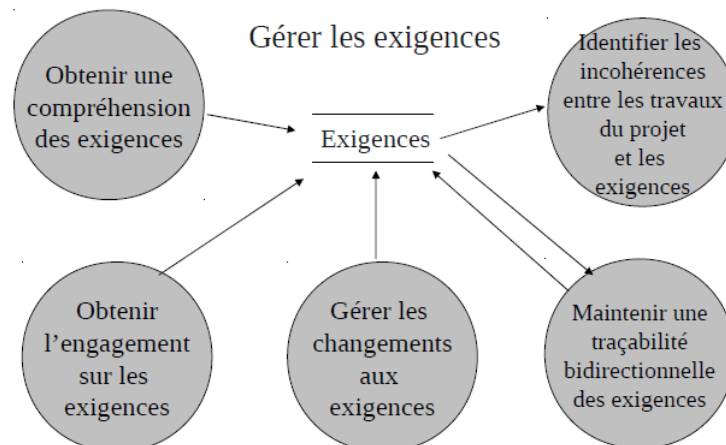 Gérer les exigences
Obtenir une
compréhension
des exigences
Exigences
Identifier les
incohérences
entre les travaux
du projet
et les
exigences
Obtenir
l’engagement
sur les
exigences
Gérer les
changements
aux
exigences
Maintenir une
traçabilité
bidirectionnelle
des exigences